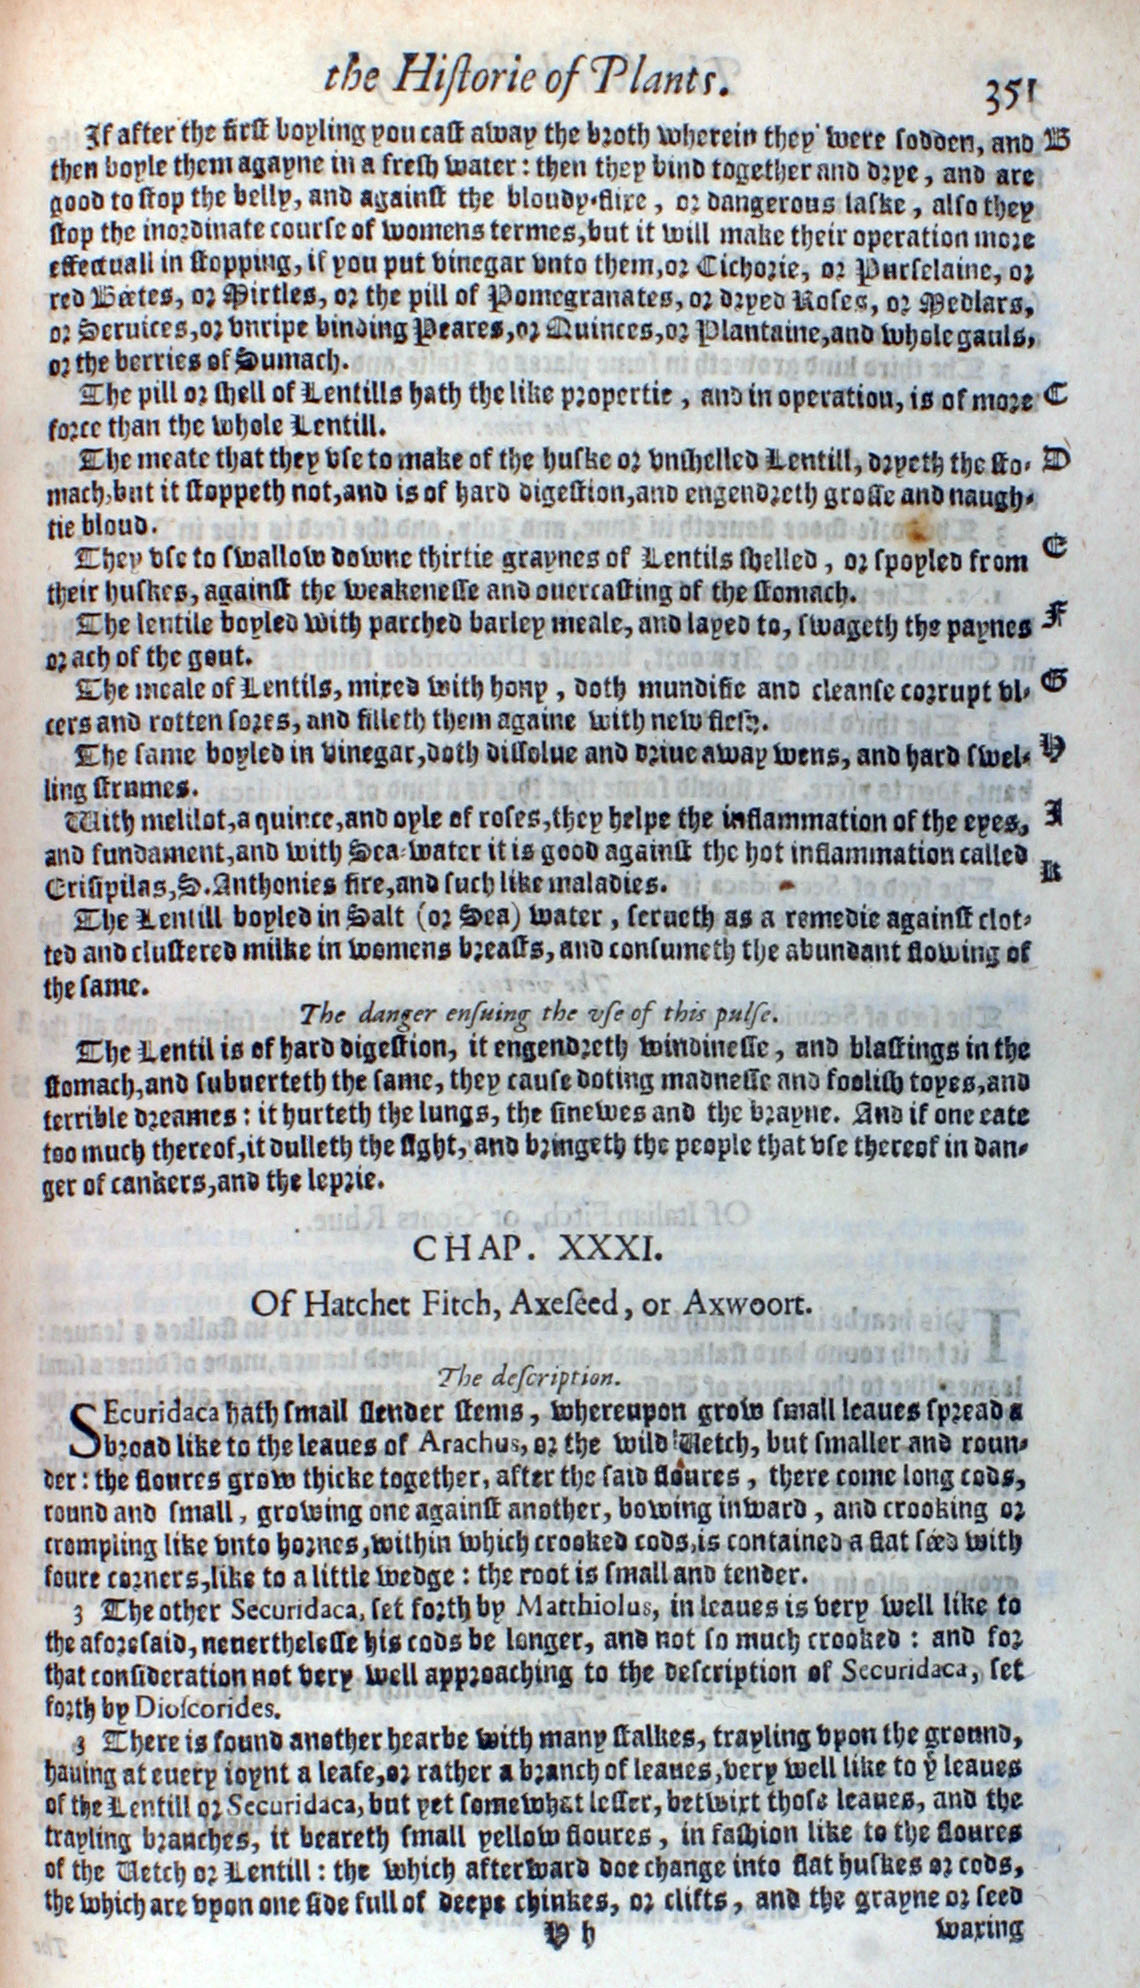 the Hiſtorie of Plants. 351
If after the firſt boyling you caſt away the broth wherein they were ſodden, and B
then boyle them agayne in a freſh water: then they bind together and drye, and are
good to ſtop the belly, and againſt the bloudy-flixe, or dangerous laſke, alſo they
ſtop the inordinate courſe of womens termes, but it will make their operation more
effectuall in ſtopping, if you put vinegar vnto them, or Cichorie, or Purſelaine, or
red Beetes, or Mirtles, or the pill of Pomegranates, or dryed Roſes, or Medlars,
or Seruices, or vnripe binding Peares, or Quinces, or Plantaine, and whole gauls,
or the berries of Sumach.
The pill or ſhell of Lentills hath the like propertie, and in operation, is of more C
force than the whole Lentill.
The meate that they vſe to make of the huſke or vnſhelled Lentill, dryeth the ſto- D
mach, but it ſtoppeth not, and is of hard digeſtion, and engendreth groſſe and naugh-
tie bloud.
They vſe to ſwallow downe thirtie graynes of Lentils ſhelled, or ſpoyled from E
their huſkes, againſt the weakeneſſe and ouercaſting of the ſtomach.
The lentile boyled with parched barley meale, and layed to, ſwageth the paynes F
or ach of the gout.
The meale of Lentils, mixed with hony, doth mundifie and cleanſe corrupt vl- G
cers and rotten ſores, and filleth them againe with new fleſh.
The ſame boyled in vinegar, doth diſſolue and driue away wens, and hard ſwel- H
ling ſtrumes.
With melilot, a quince, and oyle of roſes, they helpe the inflammation of the eyes, I
and fundament, and with Sea-water it is good againſt the hot inflammation called
Eriſipilas, S. Anthonies fire, and ſuch like maladies. K
The Lentill boyled in Salt (or Sea) water, ſerueth as a remedie againſt clot-
ted and cluſtered milke in womens breaſts, and conſumeth the abundant flowing of
the ſame.
The danger enſuing the vſe of this pulſe.
The Lentil is of hard digeſtion, it engendreth windineſſe, and blaſtings in the
ſtomach, and ſubuerteth the ſame, they cauſe doting madneſſe and fooliſh toyes, and
terrible dreames: it hurteth the lungs, the ſinewes and the brayne. And if one eate
too much thereof, it dulleth the ſight, and bringeth the people that vſe thereof in dan-
ger of cankers, and the leprie.
CHAP. XXXI.
Of Hatchet Fitch, Axeſeed, or Axwoort.
The deſcription.
SEcuridaca hath ſmall ſlender ſtems, whereupon grow ſmall leaues ſpread a
broad like to the leaues of Arachus, or the wild Vetch, but ſmaller and roun-
der: the floures grow thicke together, after the ſaid floures, there come long cods,
round and ſmall, growing one againſt another, bowing inward, and crooking or
crompling like vnto hornes, within which crooked cods, is contained a flat ſeed with
foure corners, like to a little wedge: the root is ſmall and tender.
3 The other Securidaca, ſet forth by Matthiolus, in leaues is very well like to
the aforeſaid, neuertheleſſe his cods be longer, and not ſo much crooked: and for
that conſideration not very well approaching to the deſcription of Securidaca, ſet
forth by Dioſcorides.
3 There is found another hearbe with many ſtalkes, trayling vpon the ground,
hauing at euery ioynt a leafe, or rather a branch of leaues, very well like to yͤ leaues
of the Lentill or Securidaca, but yet ſomewhat leſſer, betwixt thoſe leaues, and the
trayling branches, it beareth ſmall yellow floures, in faſhion like to the floures
of the Vetch or Lentill: the which afterward doe change into flat huſkes or cods,
the which are vpon one ſide full of deepe chinkes, or clifts, and the grayne or ſeed
H h waxing